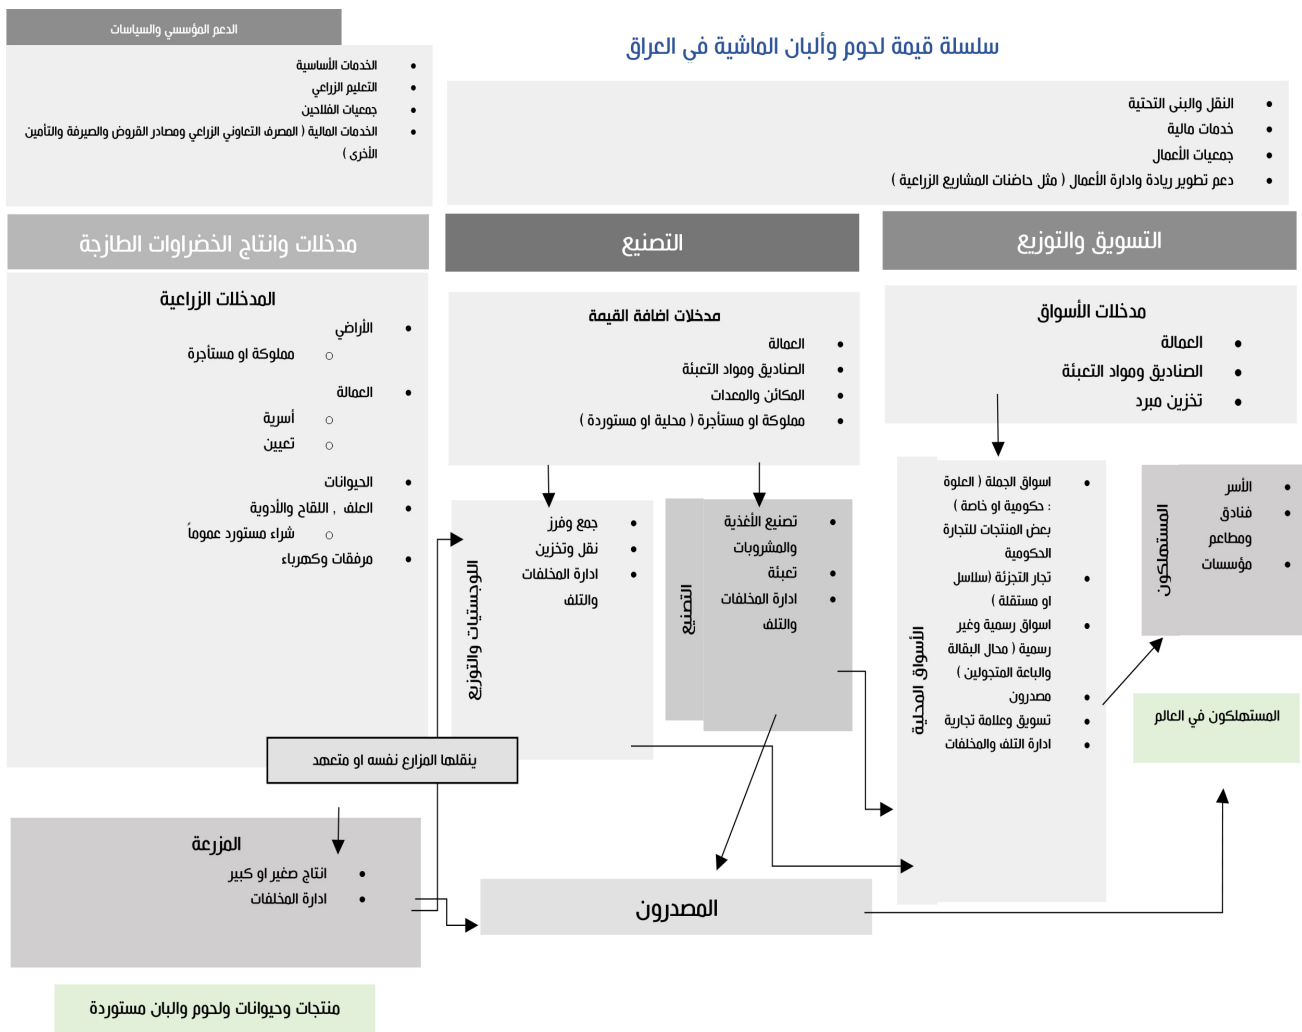 سلسلة قيمة لحوم وألبان الماشية في العراق
الدعم المؤسسي والسياسات
• الخدمات الأساسية
• التعليم الزراعي
• جمعيات الفلاحين
• الخدمات المالية ( المصرف التعاوني الزراعي ومصادر القروض والصيرفة والتأمين
الأخرى )
• النقل والبنى التحتية
• خدمات مالية
• جمعيات الأعمال
• دعم تطوير ريادة وادارة الأعمال ( مثل حاضنات المشاريع الزراعية )
مدخلات وانتاج الخضراوات الطازجة
المدخلات الزراعية
• الأراضي
○ مملوكة او مستأجرة
• العمالة
○ أسرية
○ تعيين
• الحيوانات
• العلف , اللقاح والأدوية
○ شراء مستورد عموماً
• مرفقات وكهرباء
ينقلها المزارع نفسه او متعهد
المزرعة
• انتاج صغير او كبير
• ادارة المخلفات
منتجات وحيوانات ولحوم والبان مستوردة
التصنيع
مدخلات اضافة القيمة
• العمالة
• الصناديق ومواد التعبئة
• المكائن والمعدات
• مملوكة او مستأجرة ( محلية او مستوردة )
اللوجستيات والتوزيع
• جمع وفرز
• نقل وتخزين
• ادارة المخلفات
والتلف
التصنيع
• تصنيع الأغذية
والمشروبات
• تعبئة
• ادارة المخلفات
والتلف
المصدرون
التسويق والتوزيع
مدخلات الأسواق
• العمالة
• الصناديق ومواد التعبئة
• تخزين مبرد
الأسواق المحلية
• اسواق الجملة ( العلوة
: حكومية او خاصة )
بعض المنتجات للتجارة
الحكومية
• تجار التجزئة (سلاسل
او مستقلة )
• اسواق رسمية وغير
رسمية ( محال البقالة
والباعة المتجولين )
• مصدرون
• تسويق وعلامة تجارية
• ادارة التلف والمخلفات
المستهلكون
• الأسر
• فنادق
ومطاعم
• مؤسسات
المستهلكون في العالم